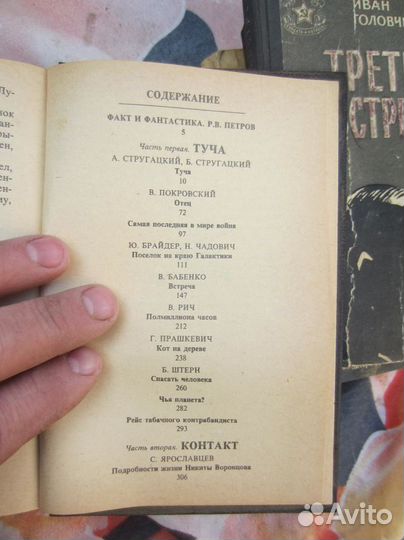 СОДЕРЖАНИЕ
ФАКТ И ФАНТАСТИКА. Р.В. ПЕТРОВ
5
Часть первая. ТУЧА
А. СТРУГАЦКИЙ, Б. СТРУГАЦКИЙ
Туча
10
В. ПОКРОВСКИЙ
Отец
72
Самая последняя в мире война
97
Ю. БРАЙДЕР, Н. ЧАДОВИЧ
Поселок на краю Галактики
111
В. БАБЕНКО
Встреча
147
В. РИЧ
Полмиллиона часов
212
Г. ПРАШКЕВИЧ
Кот на дереве
238
Б. ШТЕРН
Спасать человека
260
Чья планета?
282
Рейс табачного контрабандиста
293
Часть вторая. КОНТАКТ
С. ЯРОСЛАВЦЕВ
Подробности жизни Никиты Воронцова
306
ИВАН
ГОЛОВЧ
ТРЕТ
СТРЕ
Avito